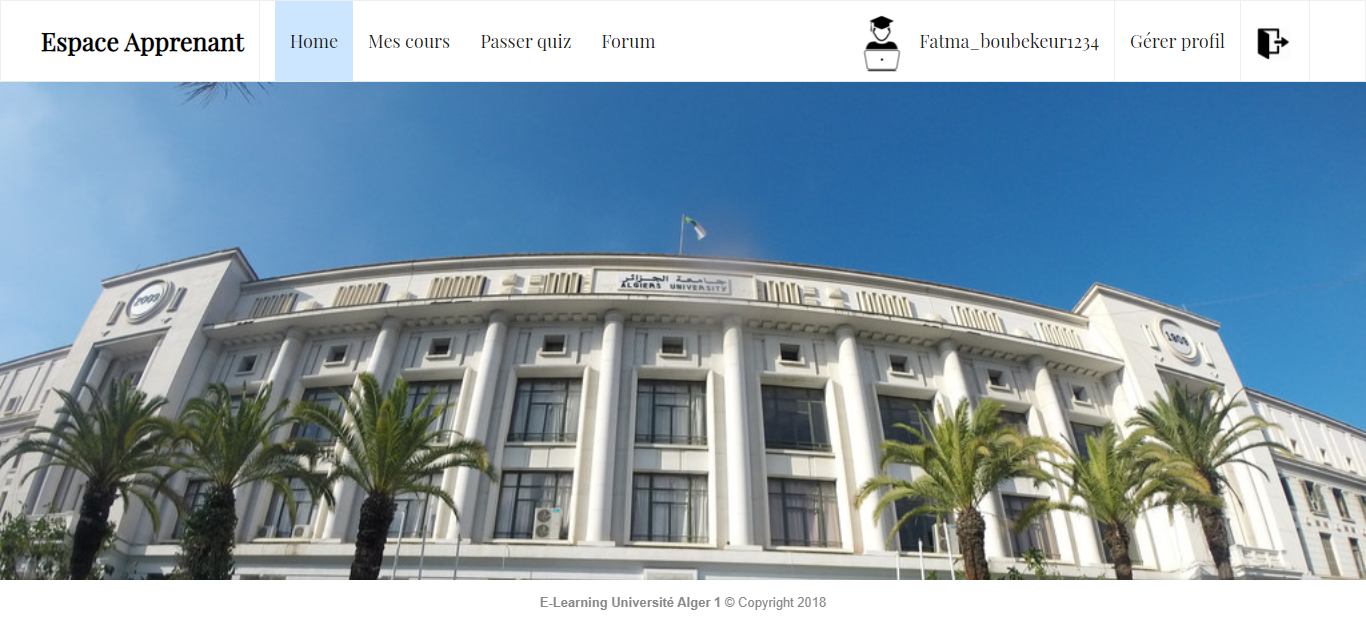 Espace Apprenant
Home
Mes cours
Passer quiz
Forum
Fatma_boubekeur1234
Gérer profil
جامعة الجزائر
ALGIERS UNIVERSITY
2009
1909
E-Learning Université Alger 1 © Copyright 2018